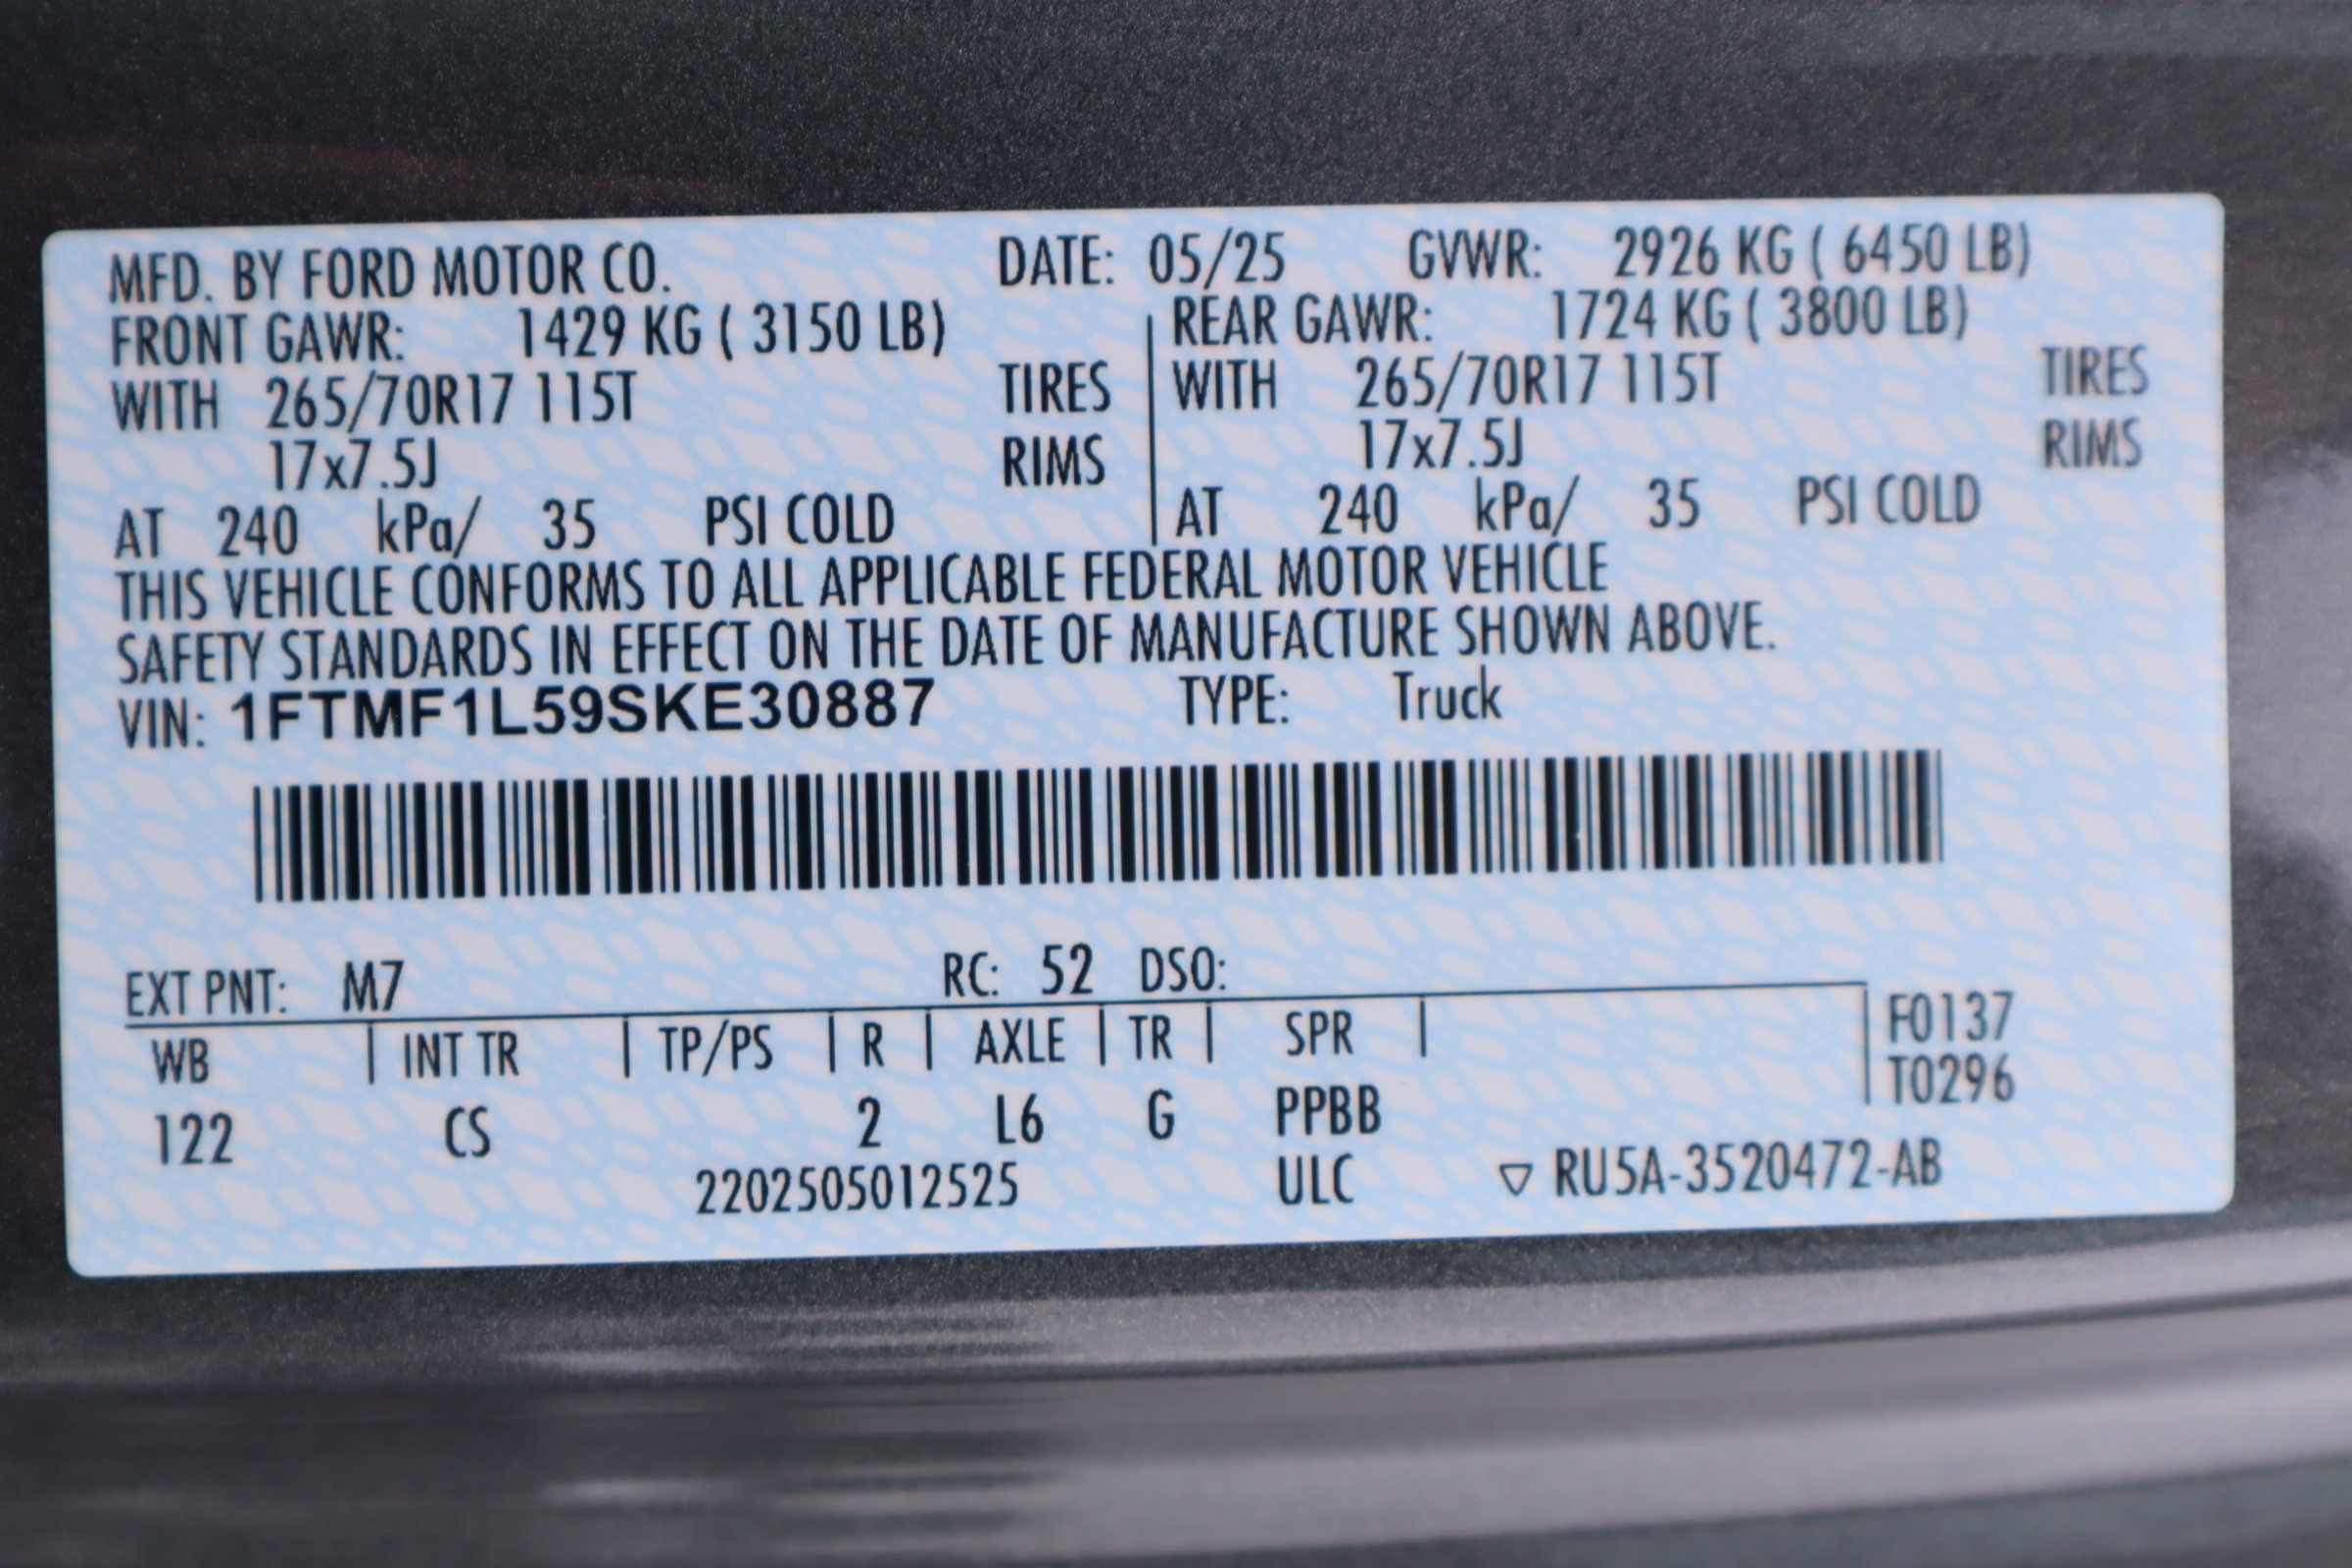 MFD. BY FORD MOTOR CO. DATE: 05/25 GVWR: 2926 KG ( 6450 LB)
FRONT GAWR: 1429 KG ( 3150 LB) REAR GAWR: 1724 KG ( 3800 LB)
WITH 265/70R17 115T TIRES WITH 265/70R17 115T TIRES
17x7.5J RIMS 17x7.5J RIMS
AT 240 kPa/ 35 PSI COLD AT 240 kPa/ 35 PSI COLD
THIS VEHICLE CONFORMS TO ALL APPLICABLE FEDERAL MOTOR VEHICLE
SAFETY STANDARDS IN EFFECT ON THE DATE OF MANUFACTURE SHOWN ABOVE.
VIN: 1FTMF1L59SKE30887 TYPE: Truck
EXT PNT: M7 RC: 52 DSO:
WB | INT TR | TP/PS | R | AXLE | TR | SPR | F0137
T0296
122 CS 2 L6 G PPBB
2202505012525 ULC ▽ RU5A-3520472-AB